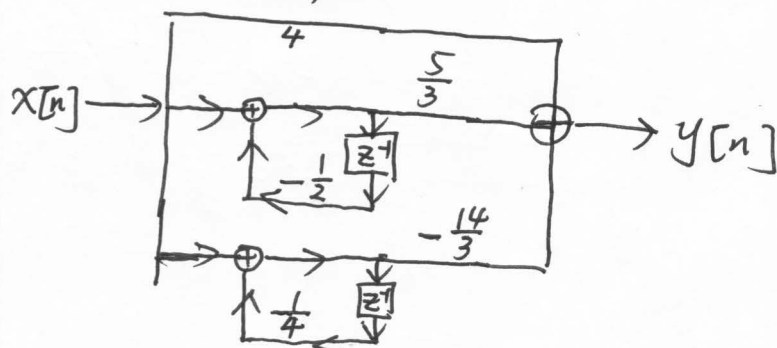 4
5/3
x[n]
+
+
y[n]
z⁻¹
-1/2
-14/3
+
z⁻¹
1/4